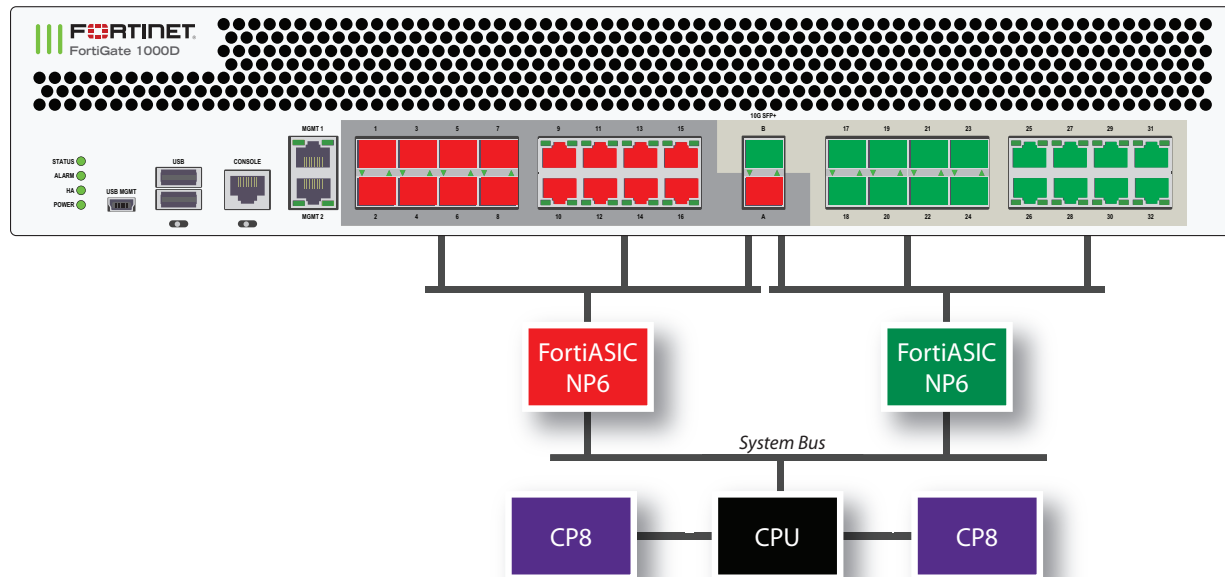 FORTINET.
FortiGate 1000D
10G SFP+
MGMT 1 1 3 5 7 9 11 13 15 B 17 19 21 23 25 27 29 31
STATUS
ALARM
HA
POWER
USB MGMT
USB
CONSOLE
MGMT 2 2 4 6 8 10 12 14 16 A 18 20 22 24 26 28 30 32
FortiASIC
NP6
FortiASIC
NP6
System Bus
CP8 CPU CP8